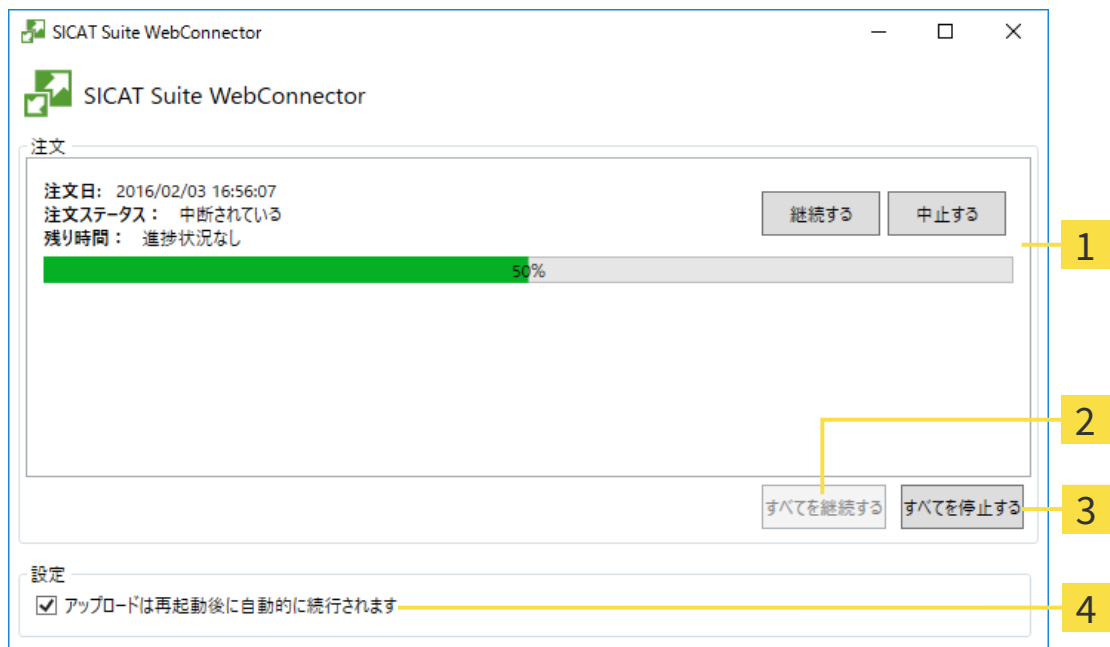 SICAT Suite WebConnector
SICAT Suite WebConnector
注文
注文日: 2016/02/03 16:56:07
注文ステータス： 中断されている
残り時間： 進捗状況なし
継続する
中止する
50%
1
2
すべてを継続する
すべてを停止する
3
設定
アップロードは再起動後に自動的に続行されます
4